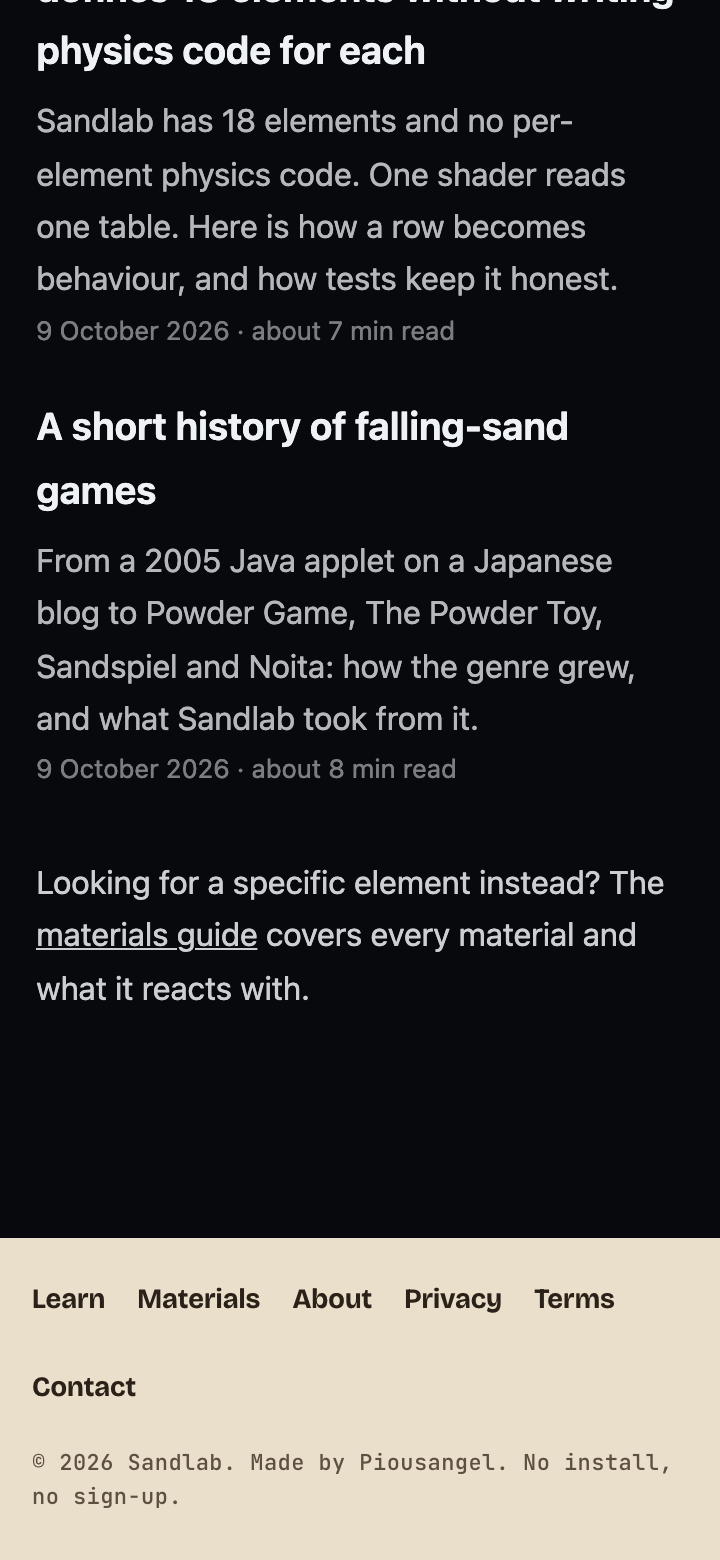 defines 18 elements without writing
physics code for each
Sandlab has 18 elements and no per-
element physics code. One shader reads
one table. Here is how a row becomes
behaviour, and how tests keep it honest.
9 October 2026 · about 7 min read
A short history of falling-sand
games
From a 2005 Java applet on a Japanese
blog to Powder Game, The Powder Toy,
Sandspiel and Noita: how the genre grew,
and what Sandlab took from it.
9 October 2026 · about 8 min read
Looking for a specific element instead? The
materials guide covers every material and
what it reacts with.
Learn Materials About Privacy Terms
Contact
© 2026 Sandlab. Made by Piousangel. No install,
no sign-up.